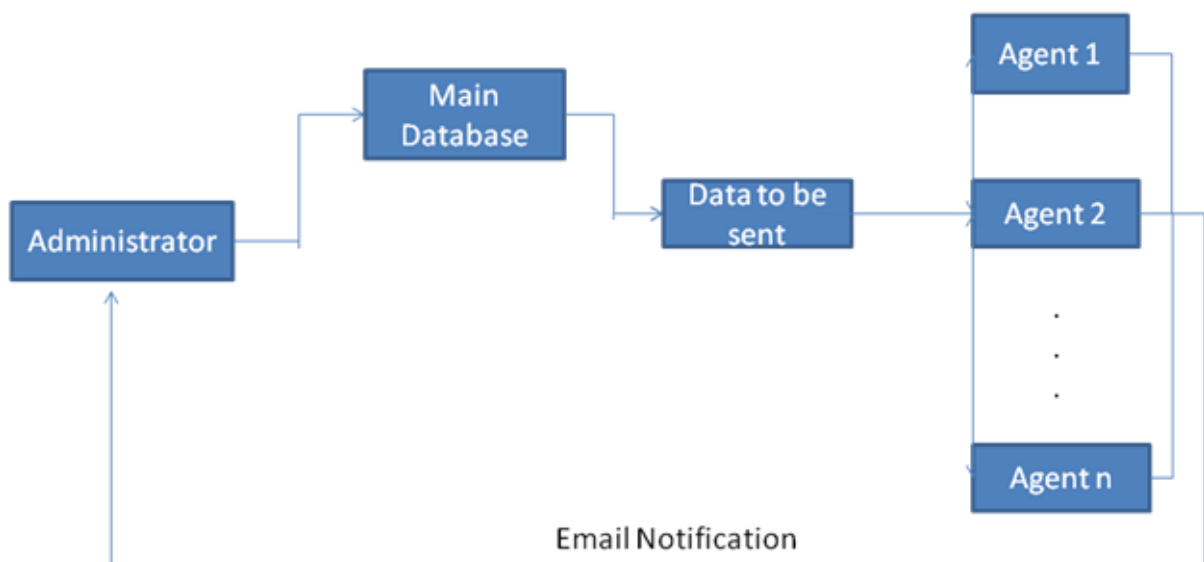 Agent 1
Main
Database
Data to be
sent
Agent 2
Administrator
.
.
.
Agent n
Email Notification